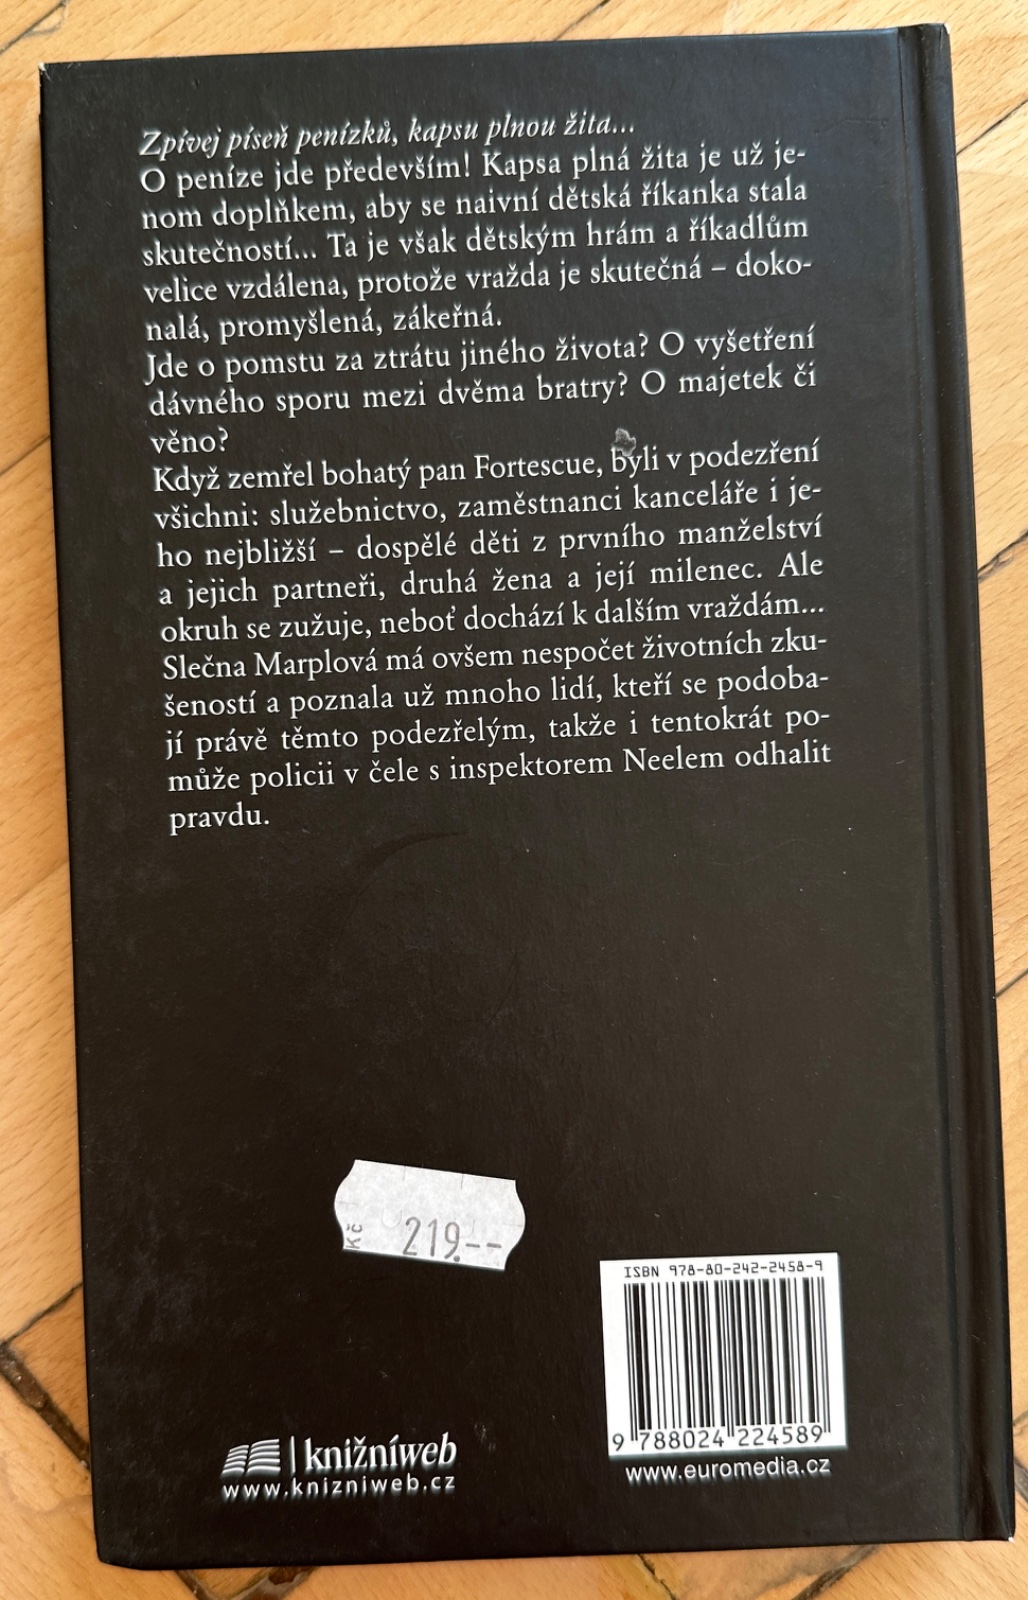 Zpívej píseň penízků, kapsu plnou žita...
O peníze jde především! Kapsa plná žita je už je-
nom doplňkem, aby se naivní dětská říkanka stala
skutečností... Ta je však dětským hrám a říkadlům
velice vzdálena, protože vražda je skutečná – doko-
nalá, promyšlená, zákeřná.
Jde o pomstu za ztrátu jiného života? O vyšetření
dávného sporu mezi dvěma bratry? O majetek či
věno?
Když zemřel bohatý pan Fortescue, byli v podezření
všichni: služebnictvo, zaměstnanci kanceláře i je-
ho nejbližší – dospělé děti z prvního manželství
a jejich partneři, druhá žena a její milenec. Ale
okruh se zužuje, neboť dochází k dalším vraždám...
Slečna Marplová má ovšem nespočet životních zku-
šeností a poznala už mnoho lidí, kteří se podoba-
jí právě těmto podezřelým, takže i tentokrát po-
může policii v čele s inspektorem Neelem odhalit
pravdu.
Kč 219.--
ISBN 978-80-242-2458-9
9 788024 224589
www.euromedia.cz
knižníweb
www.knizniweb.cz